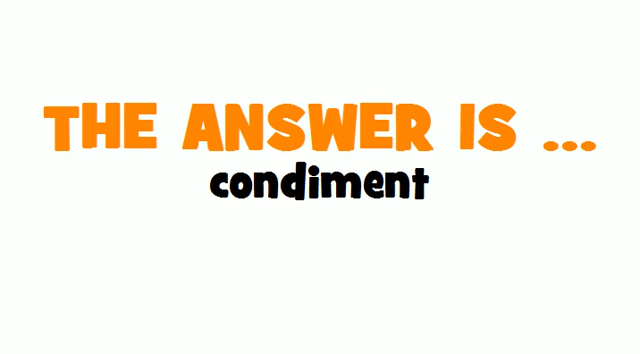 THE ANSWER IS ...
condiment